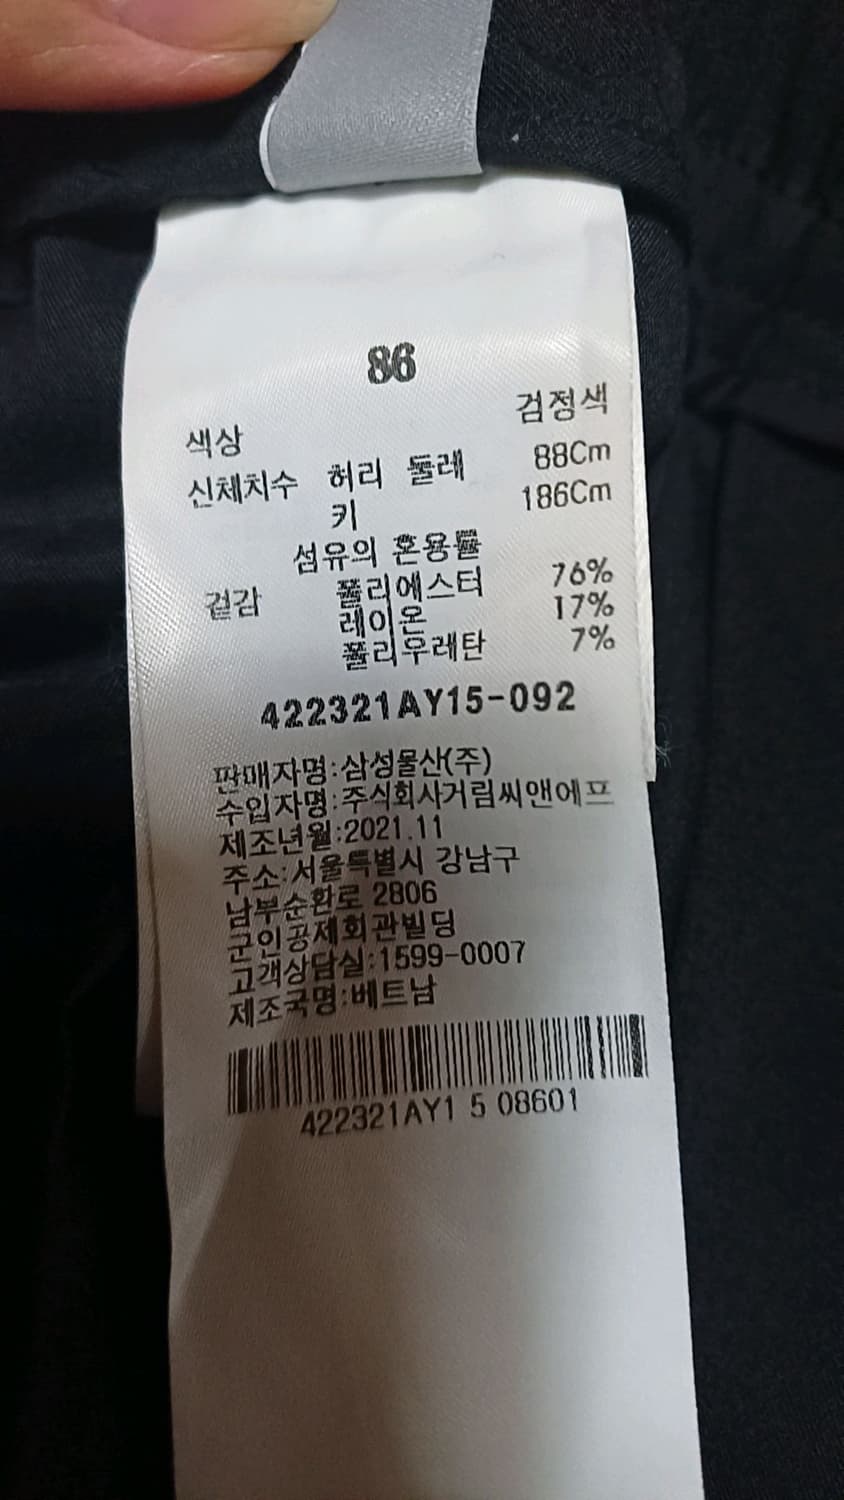 86
색상 검정색
신체치수 허리 둘레 88Cm
키 186Cm
섬유의 혼용률
겉감 폴리에스터 76%
레이온 17%
폴리우레탄 7%
422321AY15-092
판매자명:삼성물산(주)
수입자명:주식회사거림씨앤에프
제조년월:2021.11
주소:서울특별시 강남구
남부순환로 2806
군인공제회관빌딩
고객상담실:1599-0007
제조국명:베트남
422321AY1 5 08601